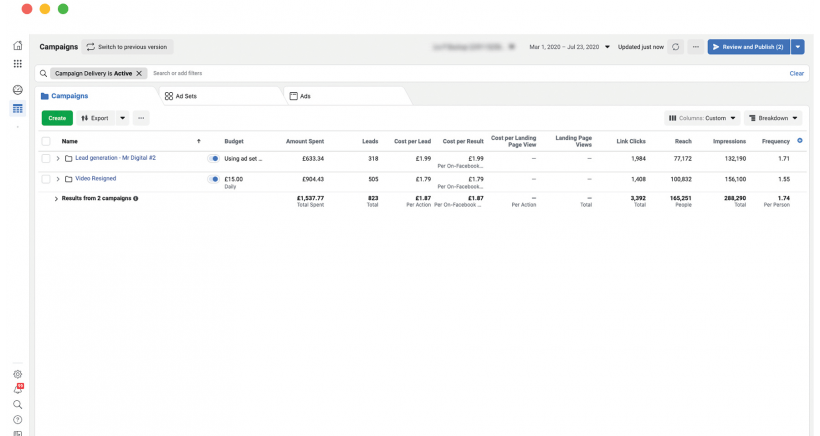 Campaigns Switch to previous version Mar 1, 2020 – Jul 23, 2020 Updated just now ... Review and Publish (2)
Campaign Delivery is Active × Search or add filters Clear
Campaigns Ad Sets Ads
Create Export ... Columns: Custom Breakdown
Name ↑ Budget Amount Spent Leads Cost per Lead Cost per Result Cost per Landing Page View Landing Page Views Link Clicks Reach Impressions Frequency
Lead generation - Mr Digital #2 Using ad set ... £633.34 318 £1.99 £1.99 — — 1,984 77,172 132,190 1.71
Per On-Facebook...
Video Resigned £15.00 £904.43 505 £1.79 £1.79 — — 1,408 100,832 156,100 1.55
Daily Per On-Facebook...
Results from 2 campaigns £1,537.77 823 £1.87 £1.87 — — 3,392 165,251 288,290 1.74
Total Spent Total Per Action Per On-Facebook ... Per Action Total Total People Total Per Person